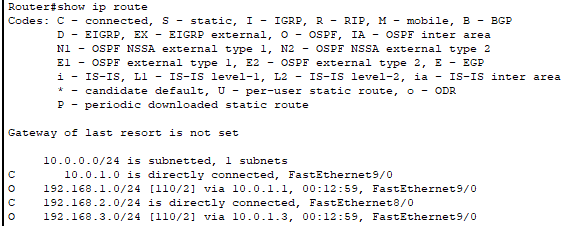 Router#show ip route
Codes: C - connected, S - static, I - IGRP, R - RIP, M - mobile, B - BGP
       D - EIGRP, EX - EIGRP external, O - OSPF, IA - OSPF inter area
       N1 - OSPF NSSA external type 1, N2 - OSPF NSSA external type 2
       E1 - OSPF external type 1, E2 - OSPF external type 2, E - EGP
       i - IS-IS, L1 - IS-IS level-1, L2 - IS-IS level-2, ia - IS-IS inter area
       * - candidate default, U - per-user static route, o - ODR
       P - periodic downloaded static route

Gateway of last resort is not set

     10.0.0.0/24 is subnetted, 1 subnets
C       10.0.1.0 is directly connected, FastEthernet9/0
O    192.168.1.0/24 [110/2] via 10.0.1.1, 00:12:59, FastEthernet9/0
C    192.168.2.0/24 is directly connected, FastEthernet8/0
O    192.168.3.0/24 [110/2] via 10.0.1.3, 00:12:59, FastEthernet9/0